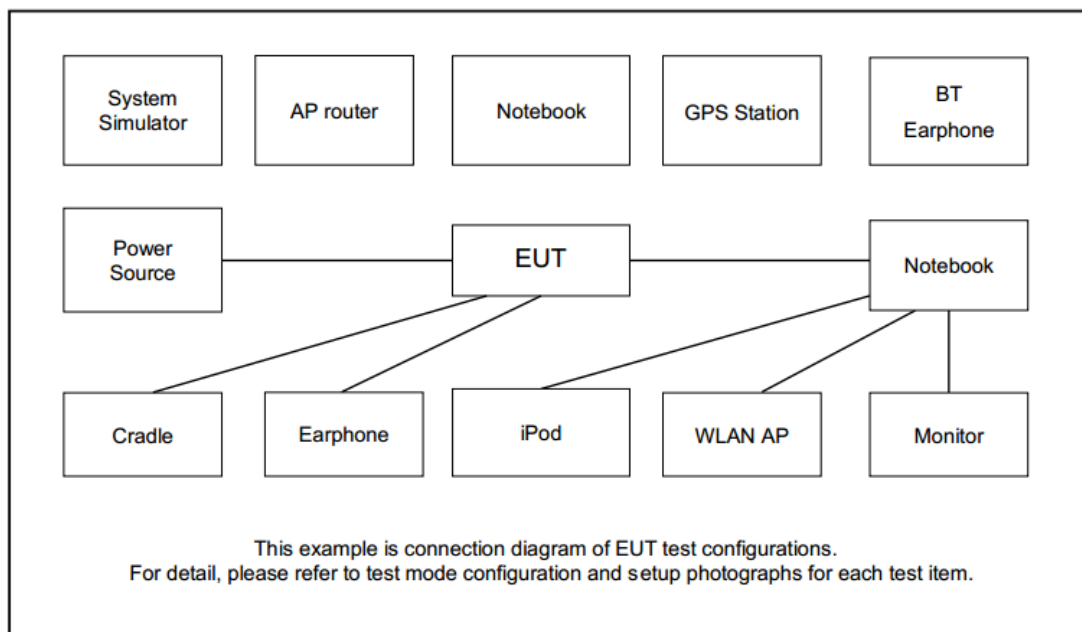 System
Simulator
AP router
Notebook
GPS Station
BT
Earphone
Power
Source
EUT
Notebook
Cradle
Earphone
iPod
WLAN AP
Monitor
This example is connection diagram of EUT test configurations.
For detail, please refer to test mode configuration and setup photographs for each test item.